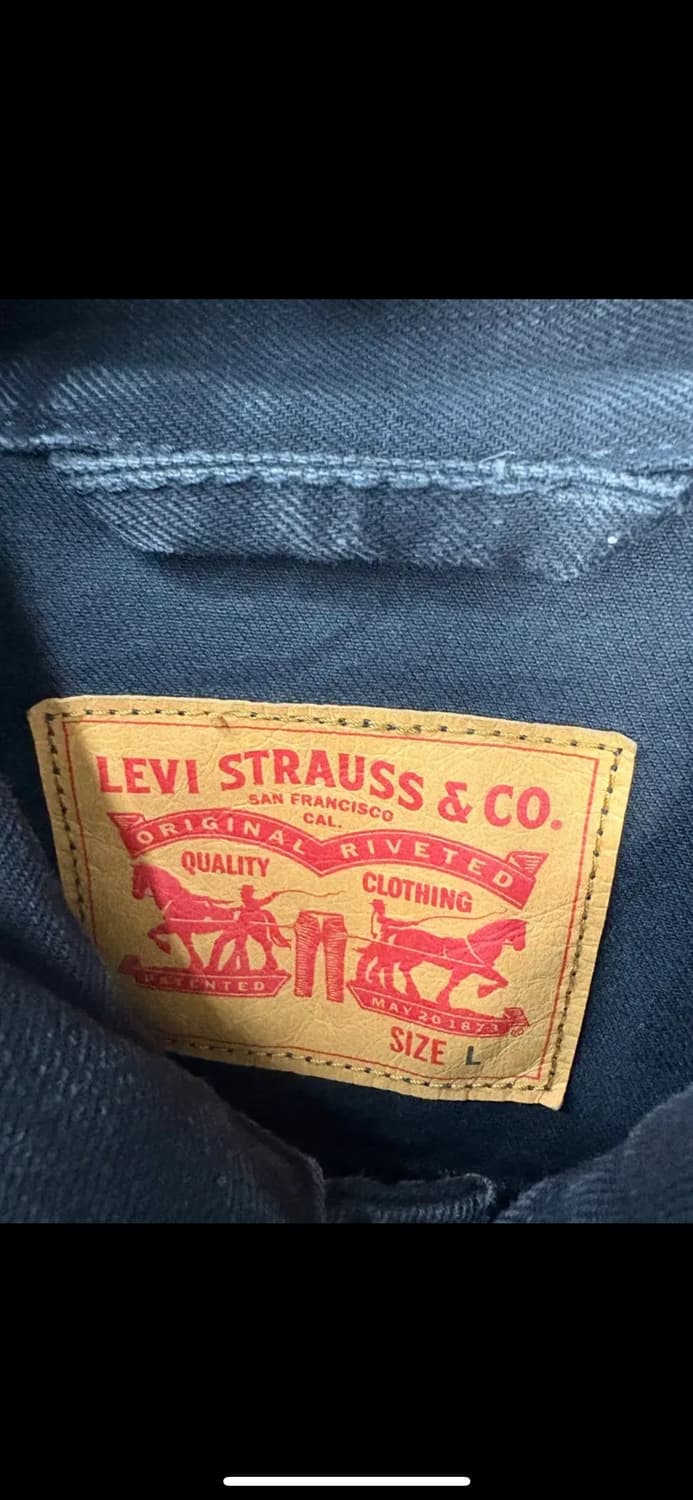 LEVI STRAUSS & CO.
SAN FRANCISCO
CAL.
ORIGINAL RIVETED
QUALITY
CLOTHING
PATENTED
MAY 20 1873
SIZE L